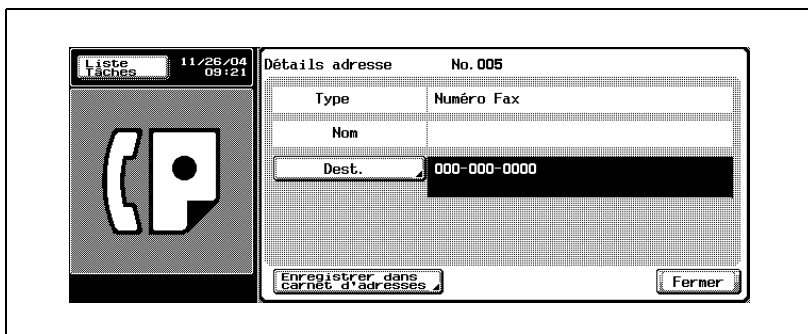 Liste
Tâches
11/26/04
09:21
Détails adresse No. 005
Type Numéro Fax
Nom
Dest. 000-000-0000
Enregistrer dans
carnet d'adresses
Fermer